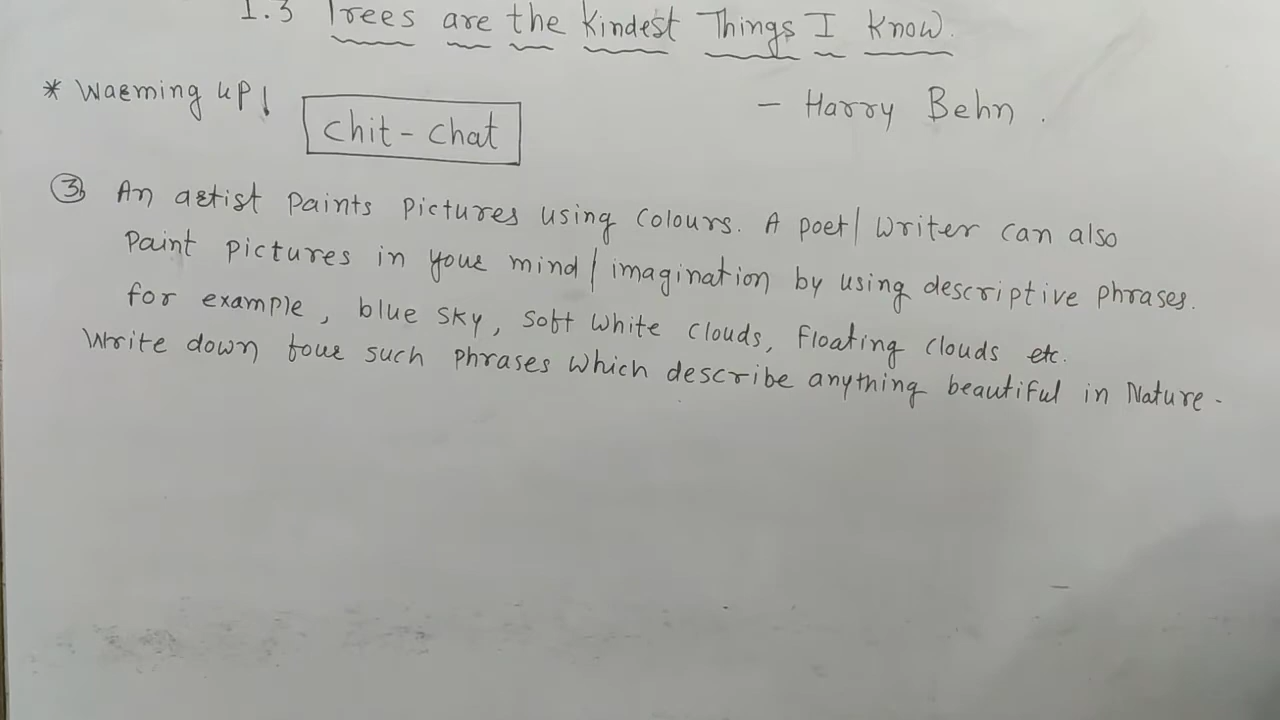 1.3 Trees are the Kindest Things I Know.
* Warming up!
- Harry Behn.
Chit - Chat
③ An artist paints pictures using colours. A poet/ writer can also
paint pictures in your mind/ imagination by using descriptive phrases.
for example, blue sky, soft white clouds, floating clouds etc.
Write down four such phrases which describe anything beautiful in Nature.